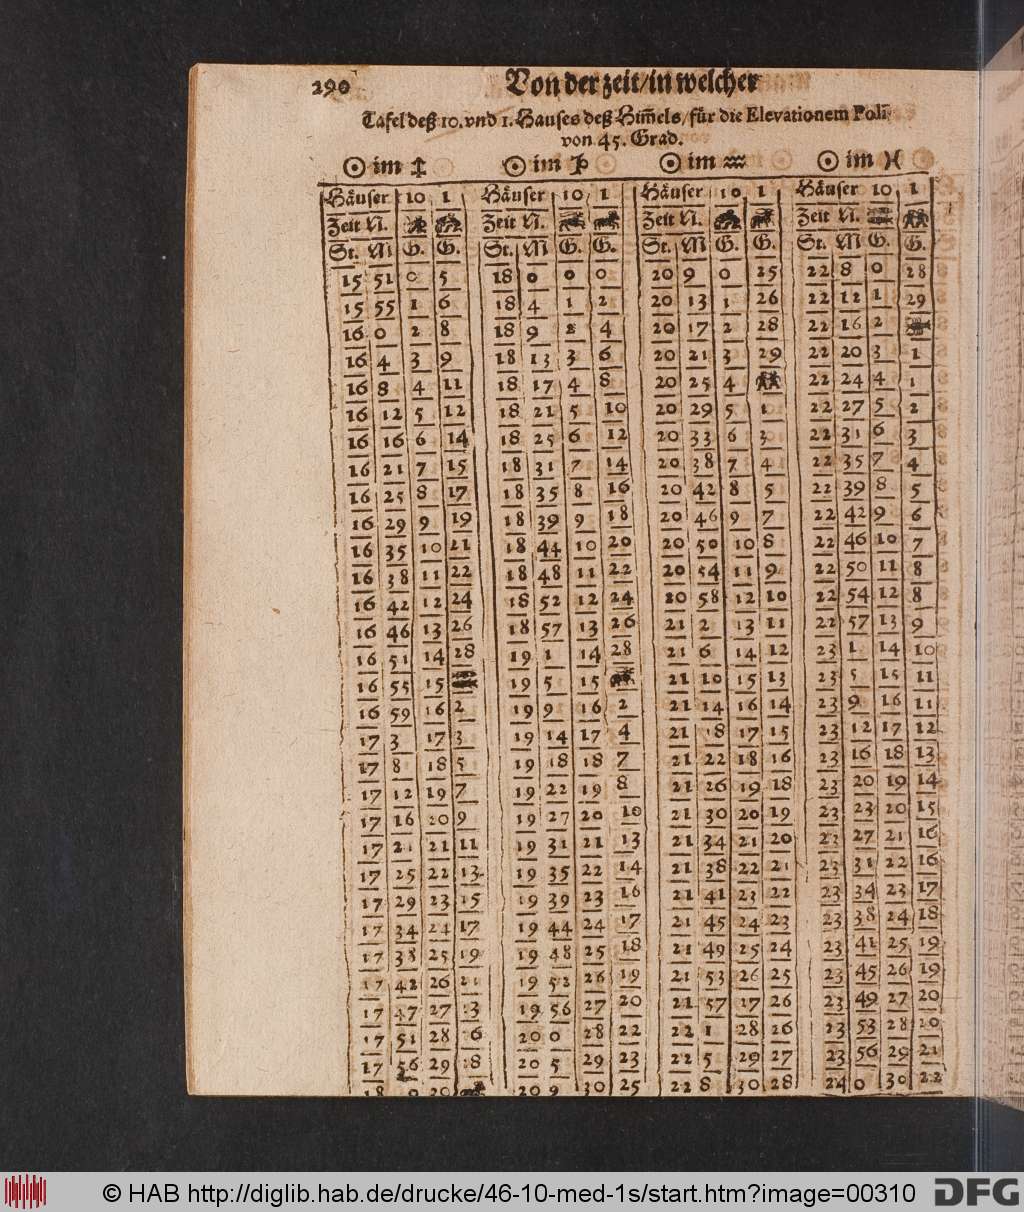 290 Von der zeit/in welcher
Tafel deß 10. vnd 1. Hauses deß Him̃els/für die Elevationem Poli
von 45. Grad.
☉ im ♐ ☉ im ♑ ☉ im ♒ ☉ im ♓
Häuser 10 1 Häuser 10 1 Häuser 10 1 Häuser 10 1
Zeit N. Zeit N. Zeit N. Zeit N.
St. M G. G. St. M G. G. St. M G. G. St. M G. G.
15 51 0 5 18 0 0 0 20 9 0 25 22 8 0 28
15 55 1 6 18 4 1 2 20 13 1 26 22 12 1 29
16 0 2 8 18 9 2 4 20 17 2 28 22 16 2
16 4 3 9 18 13 3 6 20 21 3 29 22 20 3 1
16 8 4 11 18 17 4 8 20 25 4 22 24 4 1
16 12 5 12 18 21 5 10 20 29 5 1 22 27 5 2
16 16 6 14 18 25 6 12 20 33 6 3 22 31 6 3
16 21 7 15 18 31 7 14 20 38 7 4 22 35 7 4
16 25 8 17 18 35 8 16 20 42 8 5 22 39 8 5
16 29 9 19 18 39 9 18 20 46 9 7 22 42 9 6
16 35 10 21 18 44 10 20 20 50 10 8 22 46 10 7
16 38 11 22 18 48 11 22 20 54 11 9 22 50 11 8
16 42 12 24 18 52 12 24 20 58 12 10 22 54 12 8
16 46 13 26 18 57 13 26 21 2 13 11 22 57 13 9
16 51 14 28 19 1 14 28 21 6 14 12 23 1 14 10
16 55 15 19 5 15 21 10 15 13 23 5 15 11
16 59 16 2 19 9 16 2 21 14 16 14 23 9 16 11
17 3 17 3 19 14 17 4 21 18 17 15 23 12 17 12
17 8 18 5 19 18 18 7 21 22 18 16 23 16 18 13
17 12 19 7 19 22 19 8 21 26 19 18 23 20 19 14
17 16 20 9 19 27 20 10 21 30 20 19 23 23 20 15
17 21 21 11 19 31 21 13 21 34 21 20 23 27 21 16
17 25 22 13 19 35 22 14 21 38 22 21 23 31 22 16
17 29 23 15 19 39 23 16 21 41 23 22 23 34 23 17
17 34 24 17 19 44 24 17 21 45 24 23 23 38 24 18
17 38 25 19 19 48 25 18 21 49 25 24 23 41 25 19
17 42 26 21 19 52 26 19 21 53 26 25 23 45 26 19
17 47 27 3 19 56 27 20 21 57 17 26 23 49 27 20
17 51 28 6 20 0 28 22 22 1 28 26 23 53 28 20
17 56 29 8 20 5 29 23 22 5 29 27 23 56 29 21
18 0 30 20 9 30 25 22 8 30 28 24 0 30 22
© HAB http://diglib.hab.de/drucke/46-10-med-1s/start.htm?image=00310 DFG